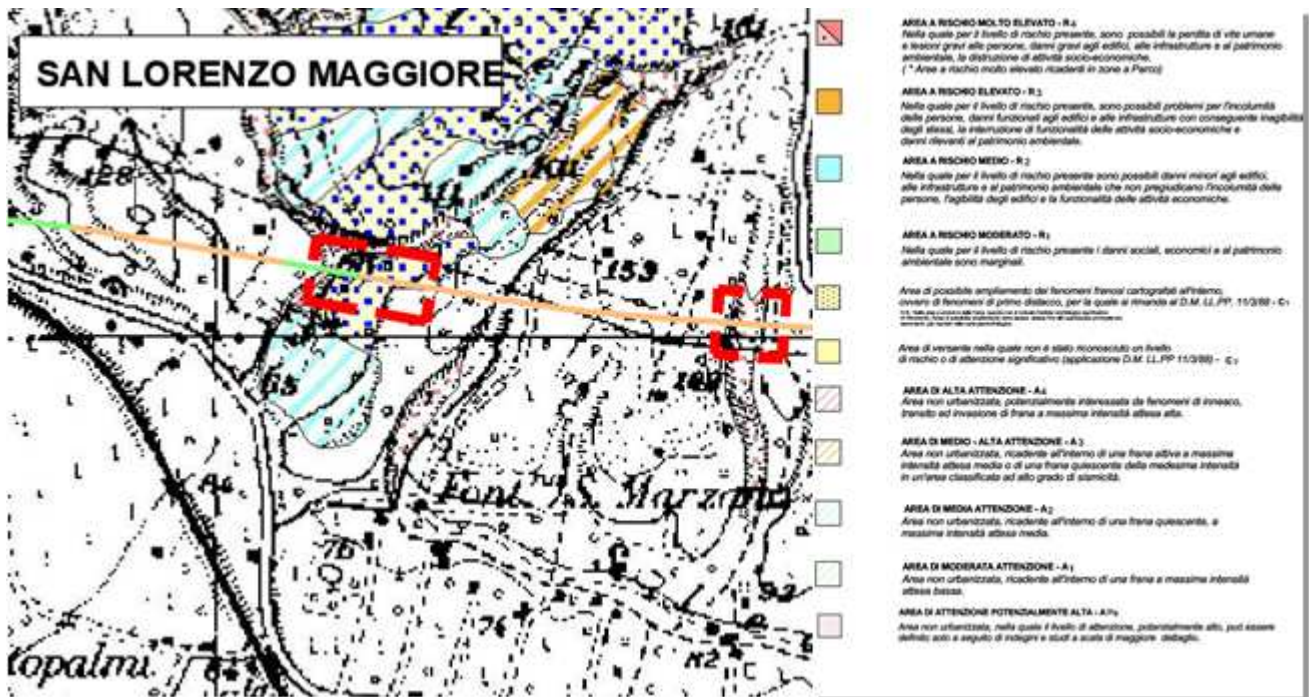 SAN LORENZO MAGGIORE
AREA A RISCHIO MOLTO ELEVATO - R4
Nella quale per il livello di rischio presente, sono possibili la perdita di vite umane
e lesioni gravi alle persone, danni gravi agli edifici, alle infrastrutture e al patrimonio
ambientale, la distruzione di attività socio-economiche.
( * Aree a rischio molto elevato ricadenti in zone a Parco)
AREA A RISCHIO ELEVATO - R3
Nella quale per il livello di rischio presente, sono possibili problemi per l'incolumità
delle persone, danni funzionali agli edifici e alle infrastrutture con conseguente inagibilità
degli stessi, la interruzione di funzionalità delle attività socio-economiche e
danni rilevanti al patrimonio ambientale.
AREA A RISCHIO MEDIO - R2
Nella quale per il livello di rischio presente sono possibili danni minori agli edifici,
alle infrastrutture e al patrimonio ambientale che non pregiudicano l'incolumità delle
persone, l'agibilità degli edifici e la funzionalità delle attività economiche.
AREA A RISCHIO MODERATO - R1
Nella quale per il livello di rischio presente i danni sociali, economici e al patrimonio
ambientale sono marginali.
Area di possibile ampliamento dei fenomeni franosi cartografati all'interno,
ovvero di fenomeni di primo distacco, per la quale si rimanda al D.M. LL.PP. 11/3/88 - C1
Area di versante nella quale non è stato riconosciuto un livello
di rischio o di attenzione significativo (applicazione D.M. LL.PP 11/3/88) - C2
AREA DI ALTA ATTENZIONE - A4
Area non urbanizzata, potenzialmente interessata da fenomeni di innesco,
transito ed invasione di frana a massima intensità attesa alta.
AREA DI MEDIO - ALTA ATTENZIONE - A3
Area non urbanizzata, ricadente all'interno di una frana attiva a massima
intensità attesa media o di una frana quiescente della medesima intensità
in un'area classificata ad alto grado di sismicità.
AREA DI MEDIA ATTENZIONE - A2
Area non urbanizzata, ricadente all'interno di una frana quiescente, a
massima intensità attesa media.
AREA DI MODERATA ATTENZIONE - A1
Area non urbanizzata, ricadente all'interno di una frana a massima intensità
attesa bassa.
AREA DI ATTENZIONE POTENZIALMENTE ALTA - APa
Area non urbanizzata, nella quale il livello di attenzione, potenzialmente alto, può essere
definito solo a seguito di indagini e studi a scala di maggiore dettaglio.
128
153
65
Font. Marzano
70
76
82
92
topalmi